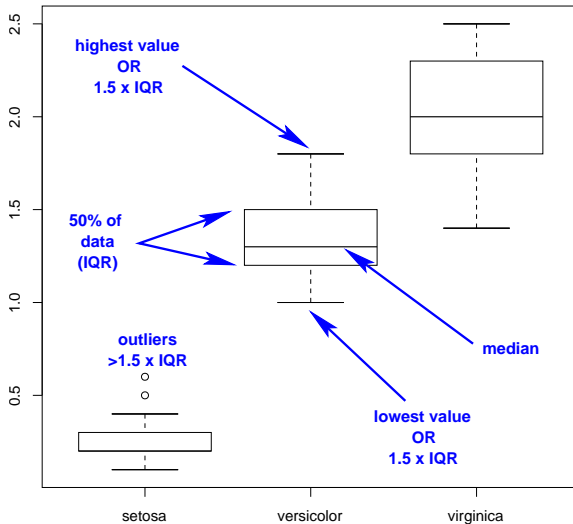 2.5
highest value
OR
1.5 x IQR
2.0
1.5
50% of
data
(IQR)
1.0
outliers
>1.5 x IQR
median
0.5
lowest value
OR
1.5 x IQR
setosa versicolor virginica